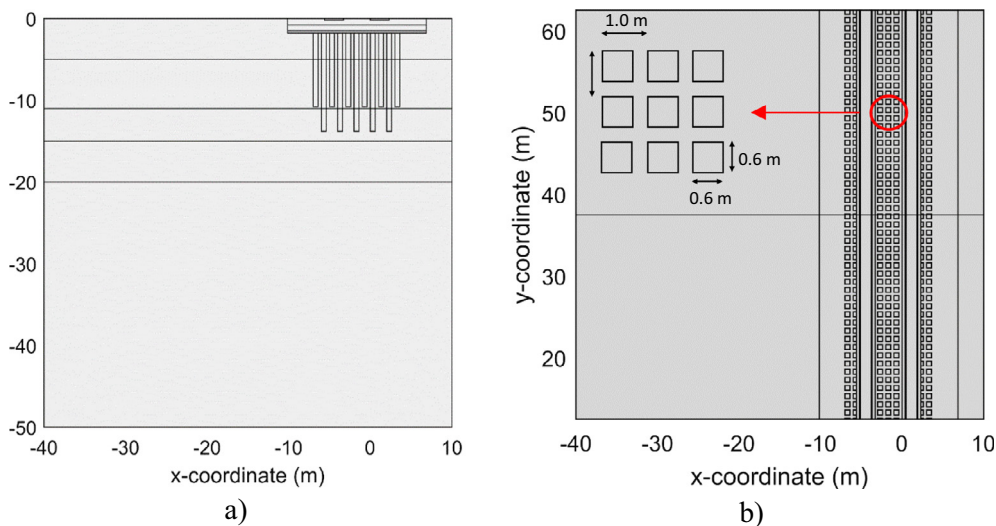 0
-10
-20
-30
-40
-50
-40 -30 -20 -10 0 10
x-coordinate (m)
a)
60
50
40
30
20
y-coordinate (m)
1.0 m
0.6 m
0.6 m
-40 -30 -20 -10 0 10
x-coordinate (m)
b)